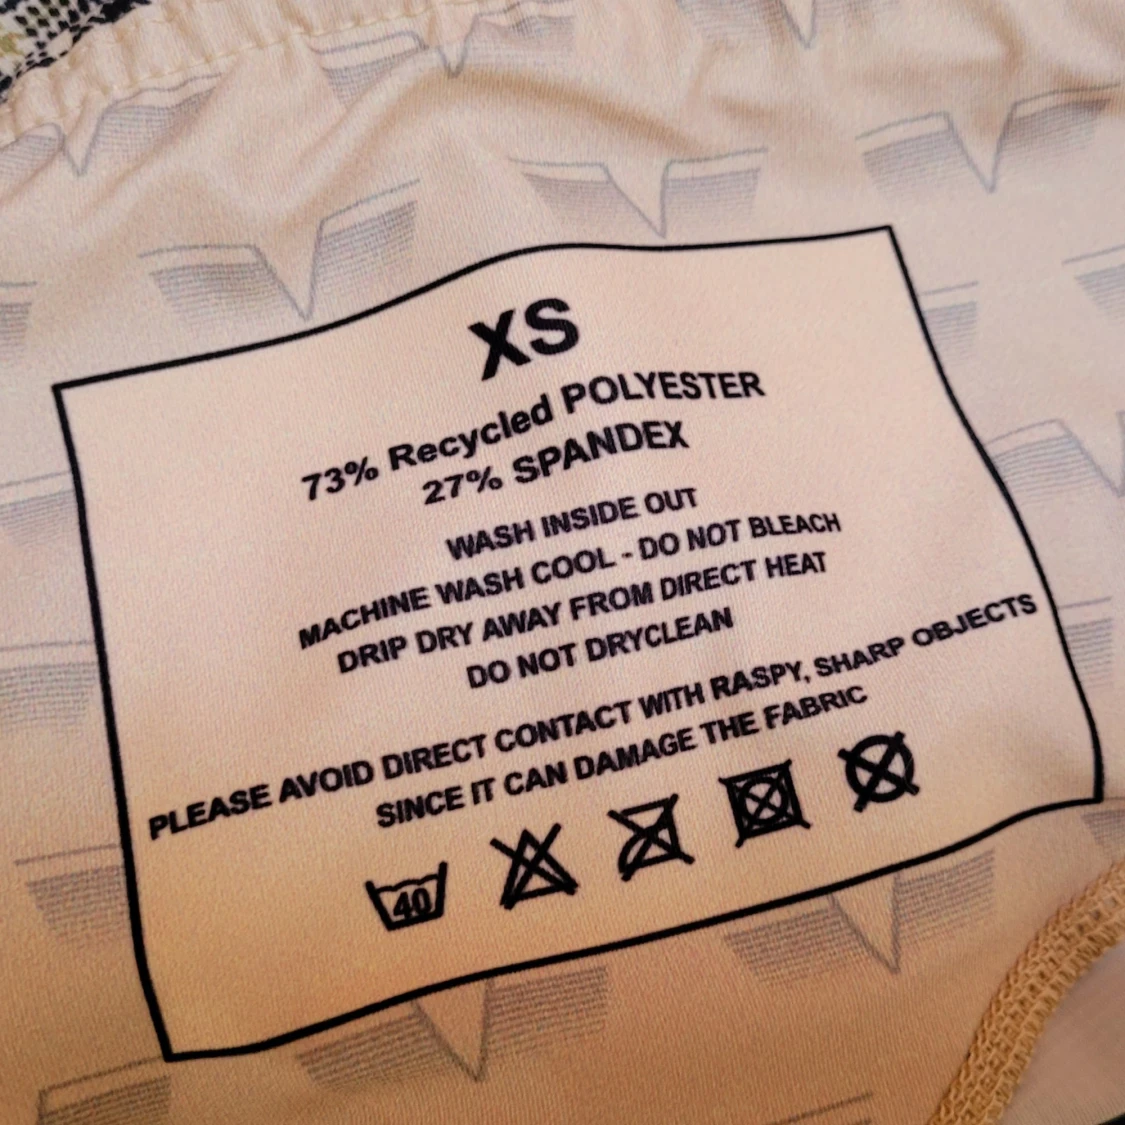 XS
73% Recycled POLYESTER
27% SPANDEX
WASH INSIDE OUT
MACHINE WASH COOL - DO NOT BLEACH
DRIP DRY AWAY FROM DIRECT HEAT
DO NOT DRYCLEAN
PLEASE AVOID DIRECT CONTACT WITH RASPY, SHARP OBJECTS
SINCE IT CAN DAMAGE THE FABRIC
40